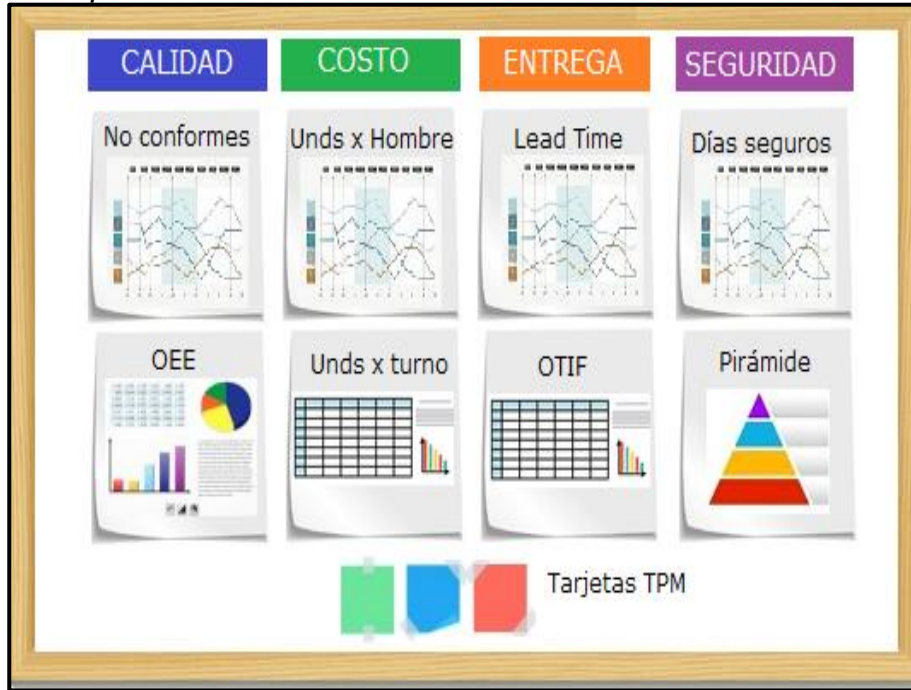 CALIDAD
COSTO
ENTREGA
SEGURIDAD
No conformes
Unds x Hombre
Lead Time
Días seguros
OEE
Unds x turno
OTIF
Pirámide
Tarjetas TPM